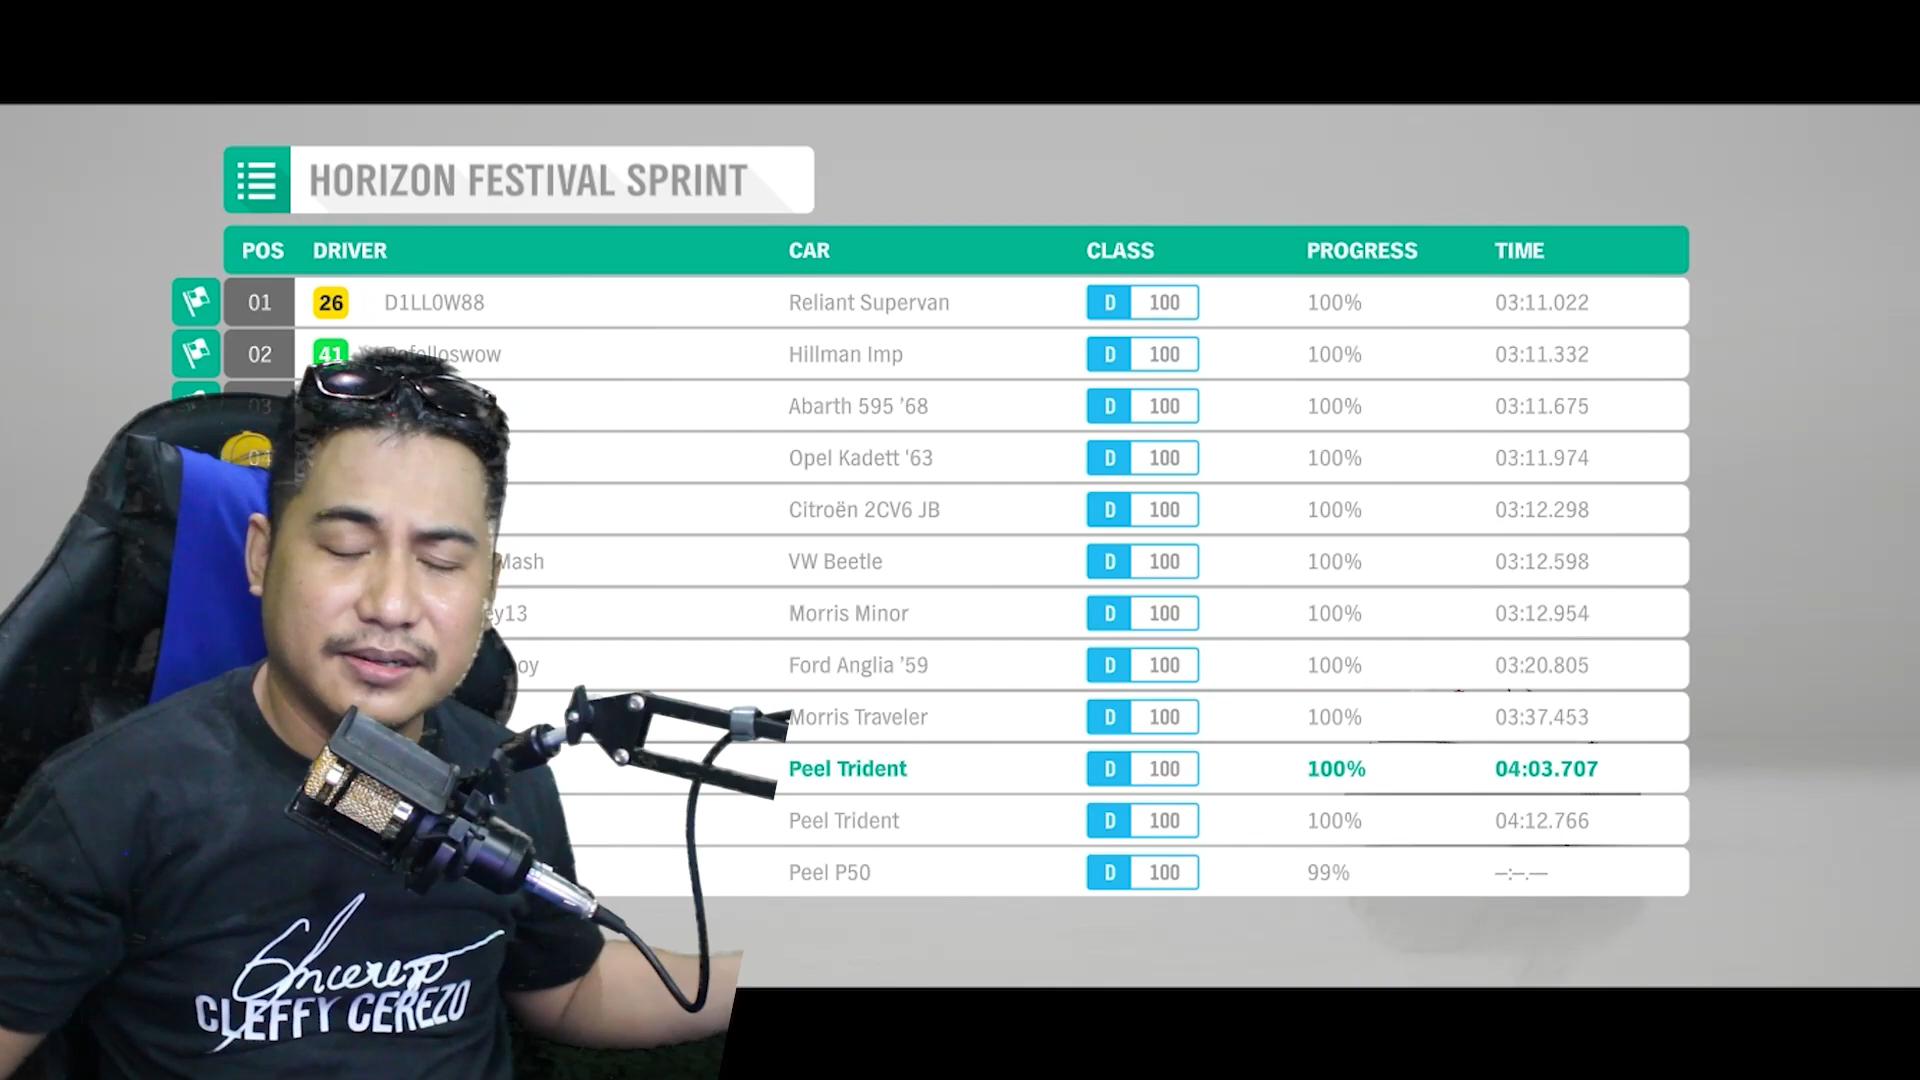 HORIZON FESTIVAL SPRINT
POS DRIVER CAR CLASS PROGRESS TIME
01 26 D1LL0W88 Reliant Supervan D 100 100% 03:11.022
02 41 Hillman Imp D 100 100% 03:11.332
03 Abarth 595 ’68 D 100 100% 03:11.675
04 Opel Kadett '63 D 100 100% 03:11.974
Citroën 2CV6 JB D 100 100% 03:12.298
Mash VW Beetle D 100 100% 03:12.598
ey13 Morris Minor D 100 100% 03:12.954
oy Ford Anglia ’59 D 100 100% 03:20.805
Morris Traveler D 100 100% 03:37.453
Peel Trident D 100 100% 04:03.707
Peel Trident D 100 100% 04:12.766
Peel P50 D 100 99% –:–.––
CLEFFY CEREZO